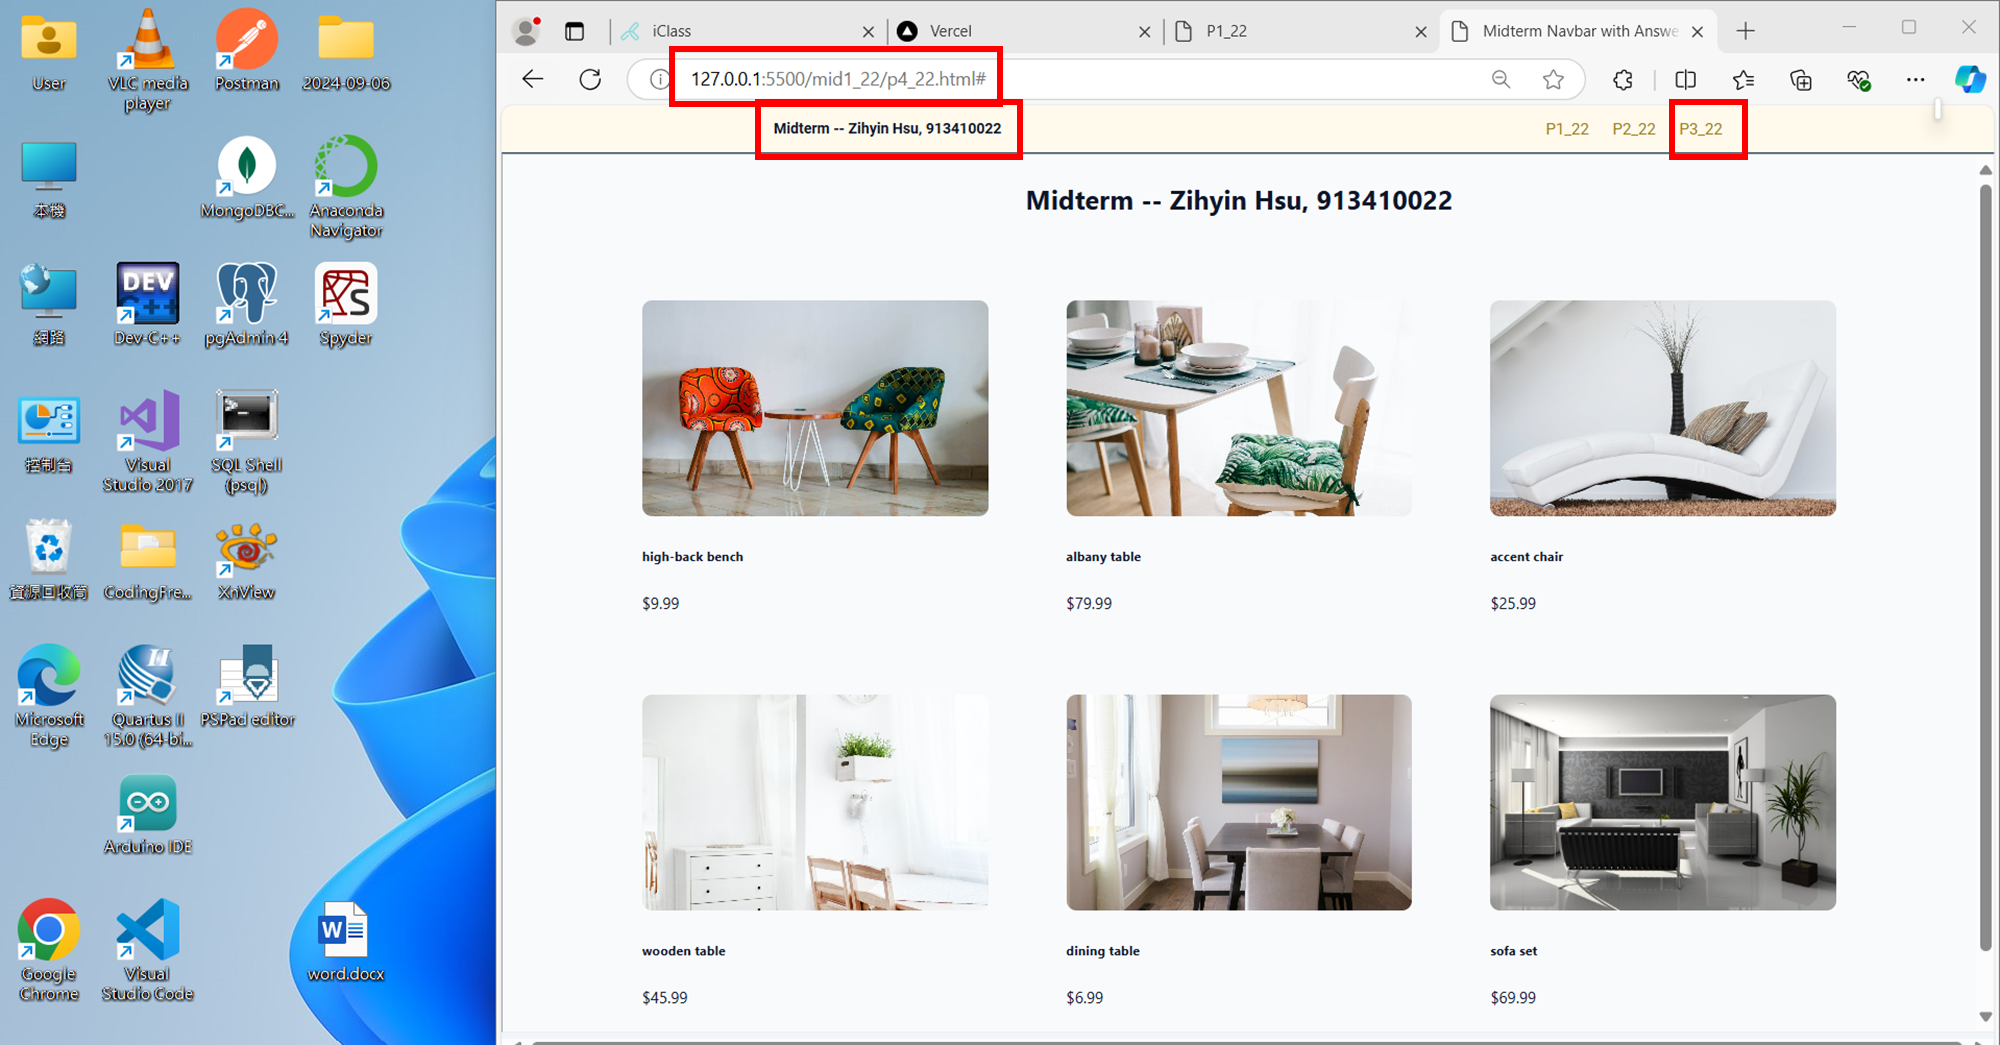 User
VLC media
player
Postman
2024-09-06
本機
MongoDBC...
Anaconda
Navigator
網路
DEV
C++
Dev-C++
pgAdmin 4
Spyder
控制台
Visual
Studio 2017
SQL Shell
(psql)
資源回收筒
CodingFre...
XnView
Microsoft
Edge
II
Quartus II
15.0 (64-bi...
PSPad editor
Arduino IDE
Google
Chrome
Visual
Studio Code
W
word.docx
iClass
Vercel
P1_22
Midterm Navbar with Answe
127.0.0.1:5500/mid1_22/p4_22.html#
Midterm -- Zihyin Hsu, 913410022
P1_22
P2_22
P3_22
Midterm -- Zihyin Hsu, 913410022
high-back bench
albany table
accent chair
$9.99
$79.99
$25.99
wooden table
dining table
sofa set
$45.99
$6.99
$69.99